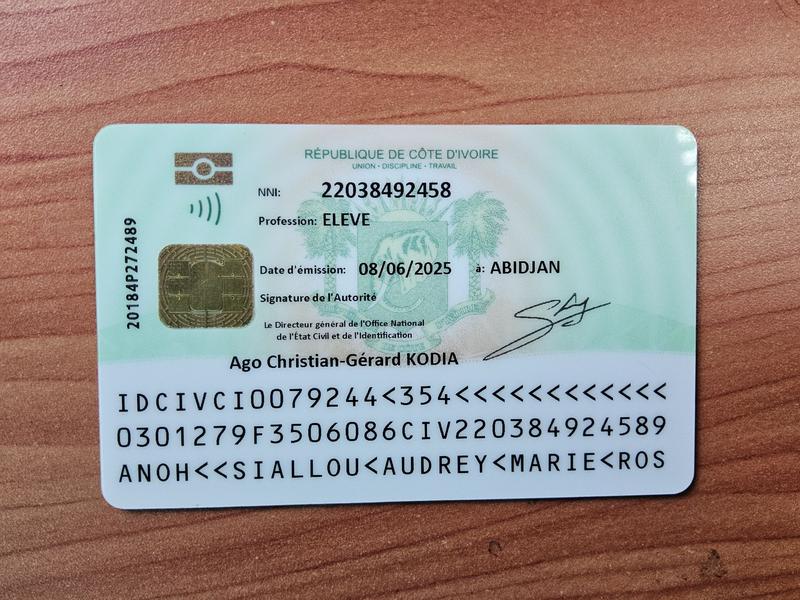 RÉPUBLIQUE DE CÔTE D'IVOIRE
UNION - DISCIPLINE - TRAVAIL
NNI: 22038492458
Profession: ELEVE
20184P272489
Date d'émission: 08/06/2025 à: ABIDJAN
Signature de l'Autorité
Le Directeur général de l'Office National
de l'État Civil et de l'Identification
Ago Christian-Gérard KODIA
IDCIVCI0079244<354<<<<<<<<<<<<
0301279F3506086CIV220384924589
ANOH<<SIALLOU<AUDREY<MARIE<ROS